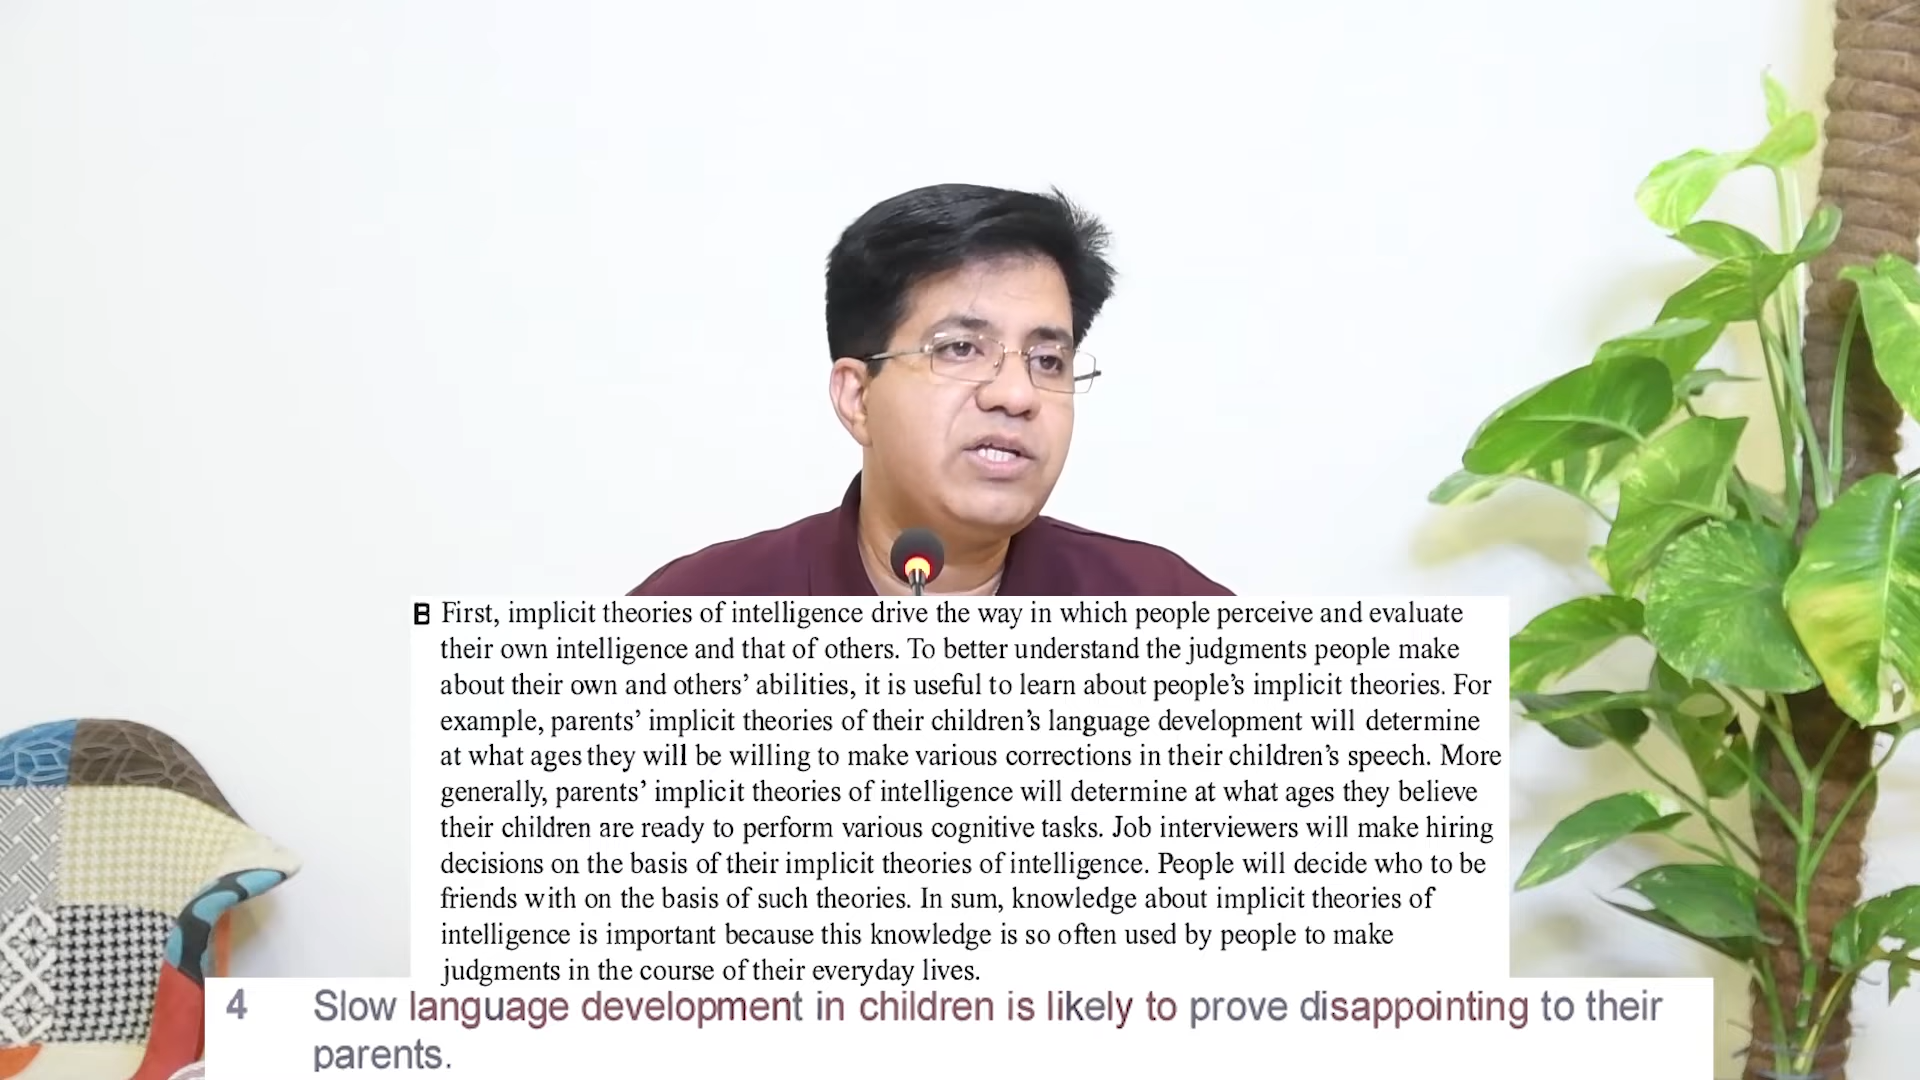 B First, implicit theories of intelligence drive the way in which people perceive and evaluate
their own intelligence and that of others. To better understand the judgments people make
about their own and others’ abilities, it is useful to learn about people’s implicit theories. For
example, parents’ implicit theories of their children’s language development will determine
at what ages they will be willing to make various corrections in their children’s speech. More
generally, parents’ implicit theories of intelligence will determine at what ages they believe
their children are ready to perform various cognitive tasks. Job interviewers will make hiring
decisions on the basis of their implicit theories of intelligence. People will decide who to be
friends with on the basis of such theories. In sum, knowledge about implicit theories of
intelligence is important because this knowledge is so often used by people to make
judgments in the course of their everyday lives.
4 Slow language development in children is likely to prove disappointing to their
parents.